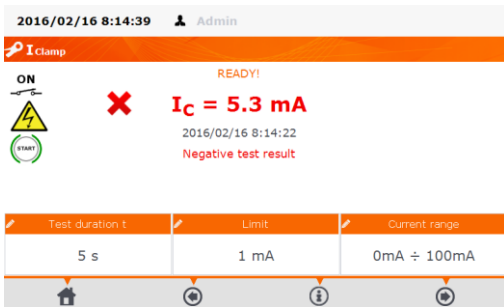 2016/02/16 8:14:39 Admin
I Clamp
READY!
ON
IC = 5.3 mA
START
2016/02/16 8:14:22
Negative test result
Test duration t Limit Current range
5 s 1 mA 0mA ÷ 100mA